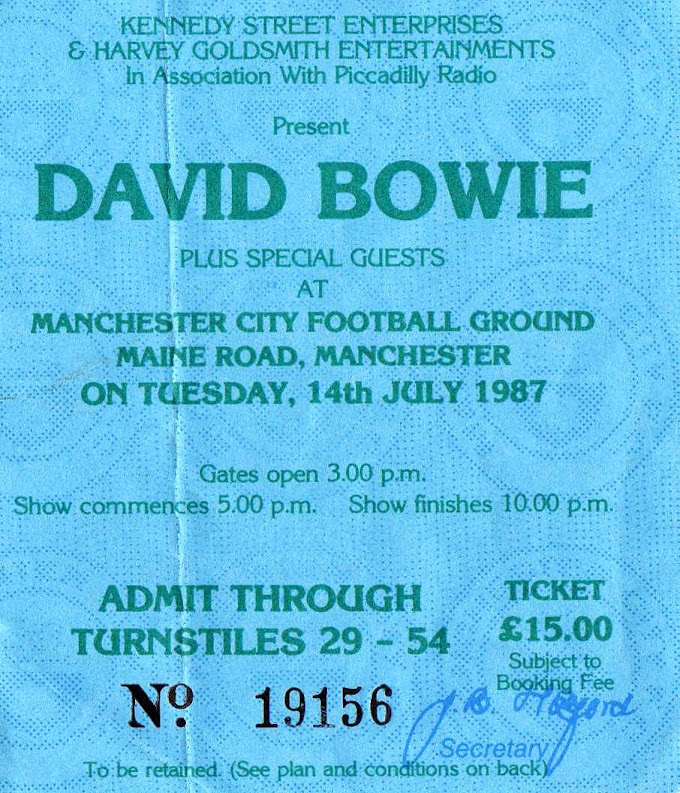 KENNEDY STREET ENTERPRISES
& HARVEY GOLDSMITH ENTERTAINMENTS
In Association With Piccadilly Radio
Present
DAVID BOWIE
PLUS SPECIAL GUESTS
AT
MANCHESTER CITY FOOTBALL GROUND
MAINE ROAD, MANCHESTER
ON TUESDAY, 14th JULY 1987
Gates open 3.00 p.m.
Show commences 5.00 p.m. Show finishes 10.00 p.m.
ADMIT THROUGH
TURNSTILES 29 - 54
TICKET
£15.00
Subject to
Booking Fee
Nº 19156
Secretary
To be retained. (See plan and conditions on back)